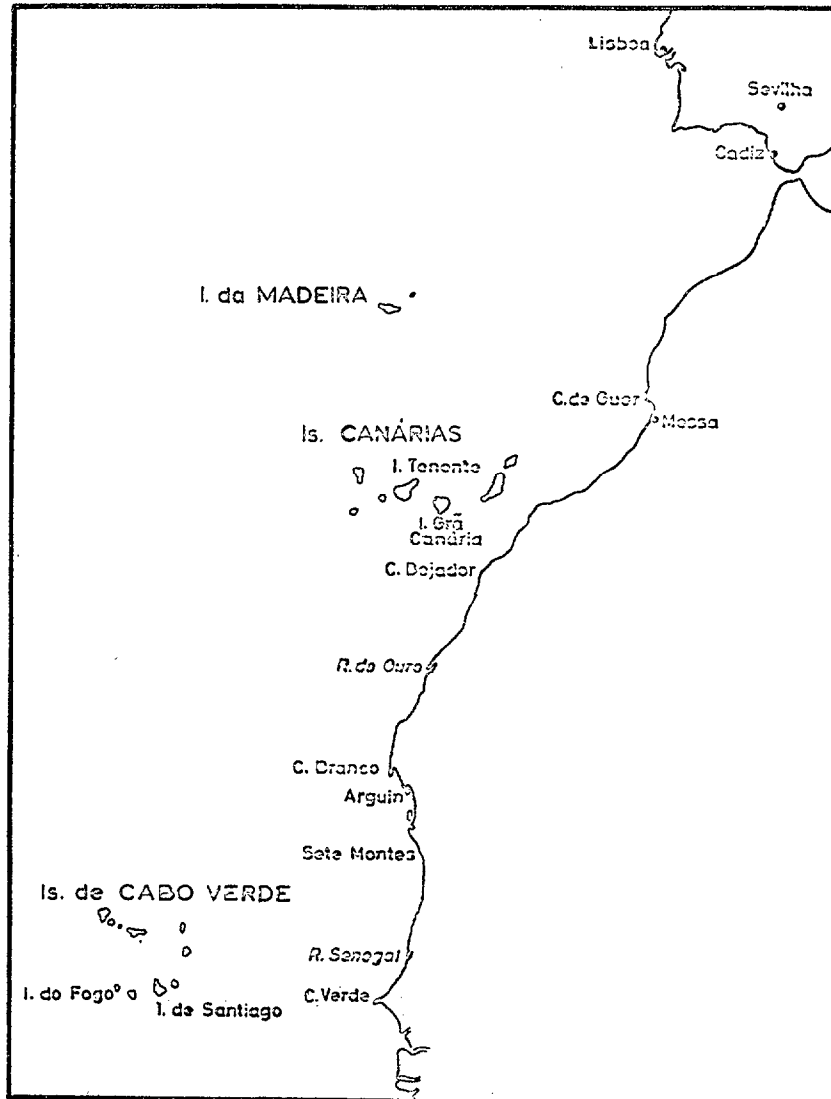 Lisboa
Sevilha
Cadiz
I. da MADEIRA
C. de Guer
Messa
Is. CANÁRIAS
I. Tenente
I. Grã
Canária
C. Bojador
R. do Ouro
C. Branco
Arguin
Sete Montes
Is. de CABO VERDE
R. Senegal
I. do Fogo
C. Verde
I. de Santiago